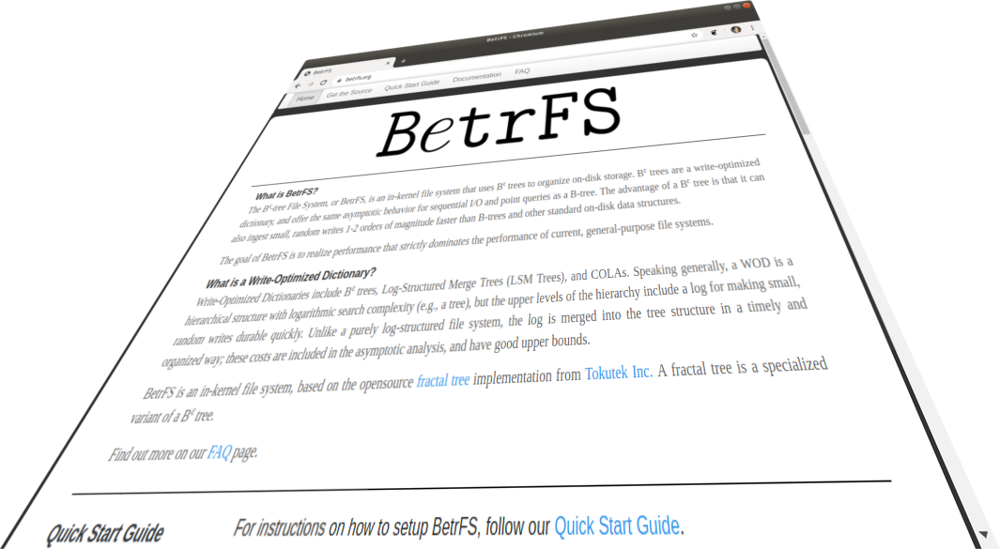 BetrFS - Chromium
BetrFS
betrfs.org
Home Get the Source Quick Start Guide Documentation FAQ
BetrFS
What is BetrFS?
The Bε-tree File System, or BetrFS, is an in-kernel file system that uses Bε trees to organize on-disk storage. Bε trees are a write-optimized
dictionary, and offer the same asymptotic behavior for sequential I/O and point queries as a B-tree. The advantage of a Bε tree is that it can
also ingest small, random writes 1-2 orders of magnitude faster than B-trees and other standard on-disk data structures.
The goal of BetrFS is to realize performance that strictly dominates the performance of current, general-purpose file systems.
What is a Write-Optimized Dictionary?
Write-Optimized Dictionaries include Bε trees, Log-Structured Merge Trees (LSM Trees), and COLAs. Speaking generally, a WOD is a
hierarchical structure with logarithmic search complexity (e.g., a tree), but the upper levels of the hierarchy include a log for making small,
random writes durable quickly. Unlike a purely log-structured file system, the log is merged into the tree structure in a timely and
organized way; these costs are included in the asymptotic analysis, and have good upper bounds.
BetrFS is an in-kernel file system, based on the opensource fractal tree implementation from Tokutek Inc. A fractal tree is a specialized
variant of a Bε tree.
Find out more on our FAQ page.
Quick Start Guide For instructions on how to setup BetrFS, follow our Quick Start Guide.